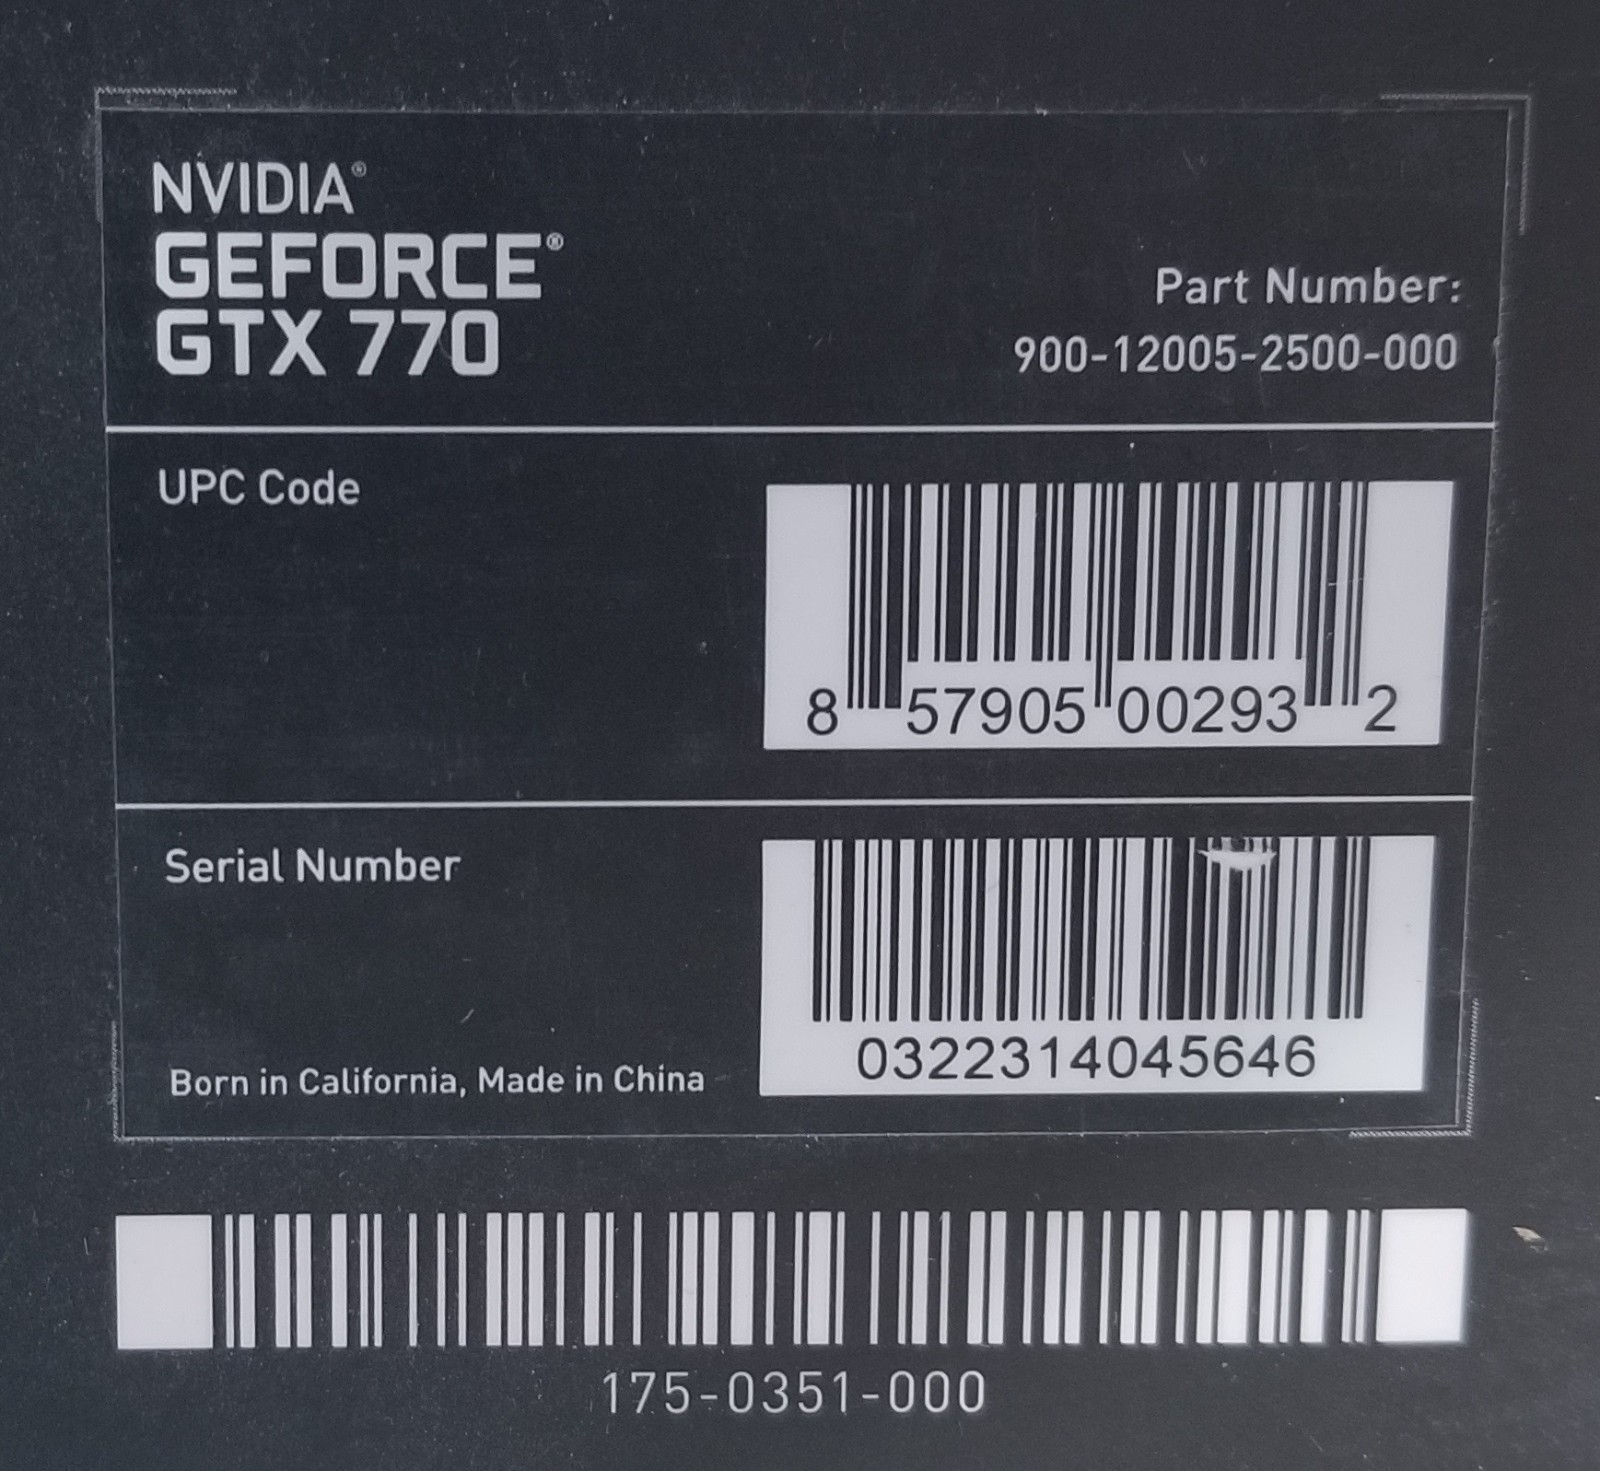 NVIDIA®
GEFORCE®
GTX 770
Part Number:
900-12005-2500-000
UPC Code
8 57905 00293 2
Serial Number
0322314045646
Born in California, Made in China
175-0351-000